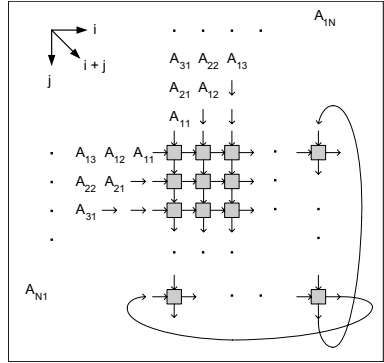 A1N
i
i + j
j
A31 A22 A13
A21 A12
A11
A13 A12 A11
A22 A21
A31
AN1